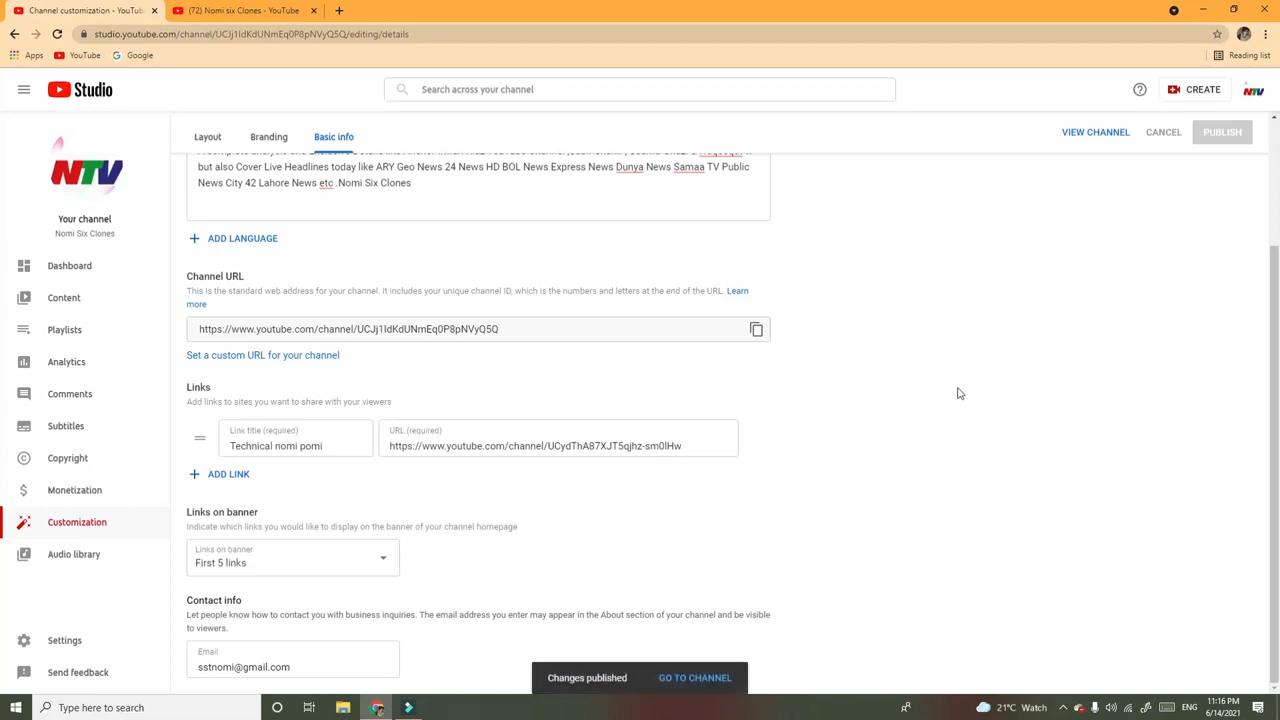 Channel customization - YouTu
(72) Nomi six Clones - YouTube
studio.youtube.com/channel/UCJj1IdKdUNmEq0P8pNVyQ5Q/editing/details
Apps
YouTube
Google
Reading list
Studio
Search across your channel
CREATE
NTV
NTV
Your channel
Nomi Six Clones
Dashboard
Content
Playlists
Analytics
Comments
Subtitles
Copyright
Monetization
Customization
Audio library
Settings
Send feedback
Layout
Branding
Basic info
VIEW CHANNEL
CANCEL
PUBLISH
but also Cover Live Headlines today like ARY Geo News 24 News HD BOL News Express News Dunya News Samaa TV Public
News City 42 Lahore News etc .Nomi Six Clones
+ ADD LANGUAGE
Channel URL
This is the standard web address for your channel. It includes your unique channel ID, which is the numbers and letters at the end of the URL. Learn
more
https://www.youtube.com/channel/UCJj1IdKdUNmEq0P8pNVyQ5Q
Set a custom URL for your channel
Links
Add links to sites you want to share with your viewers
Link title (required)
Technical nomi pomi
URL (required)
https://www.youtube.com/channel/UCydThA87XJT5qjhz-sm0lHw
+ ADD LINK
Links on banner
Indicate which links you would like to display on the banner of your channel homepage
Links on banner
First 5 links
Contact info
Let people know how to contact you with business inquiries. The email address you enter may appear in the About section of your channel and be visible
to viewers.
Email
sstnomi@gmail.com
Changes published
GO TO CHANNEL
Type here to search
21°C Watch
ENG
11:16 PM
6/14/2021